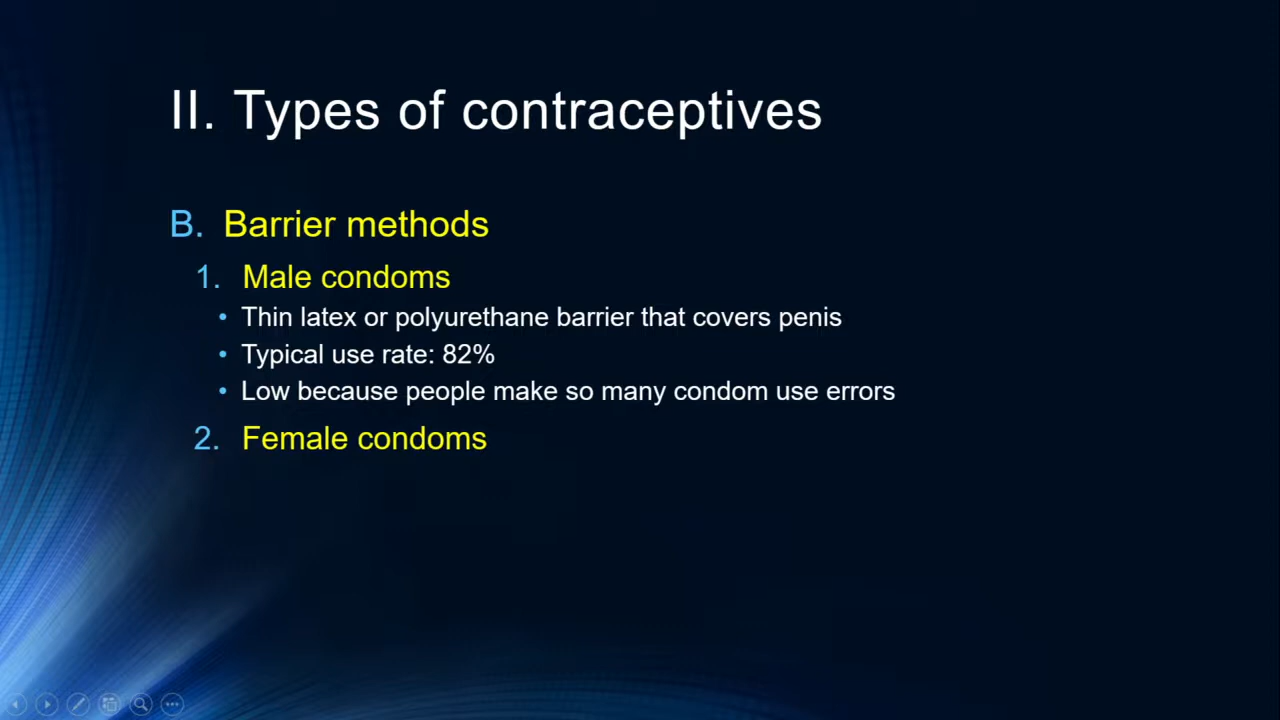 II. Types of contraceptives
B. Barrier methods
1. Male condoms
• Thin latex or polyurethane barrier that covers penis
• Typical use rate: 82%
• Low because people make so many condom use errors
2. Female condoms